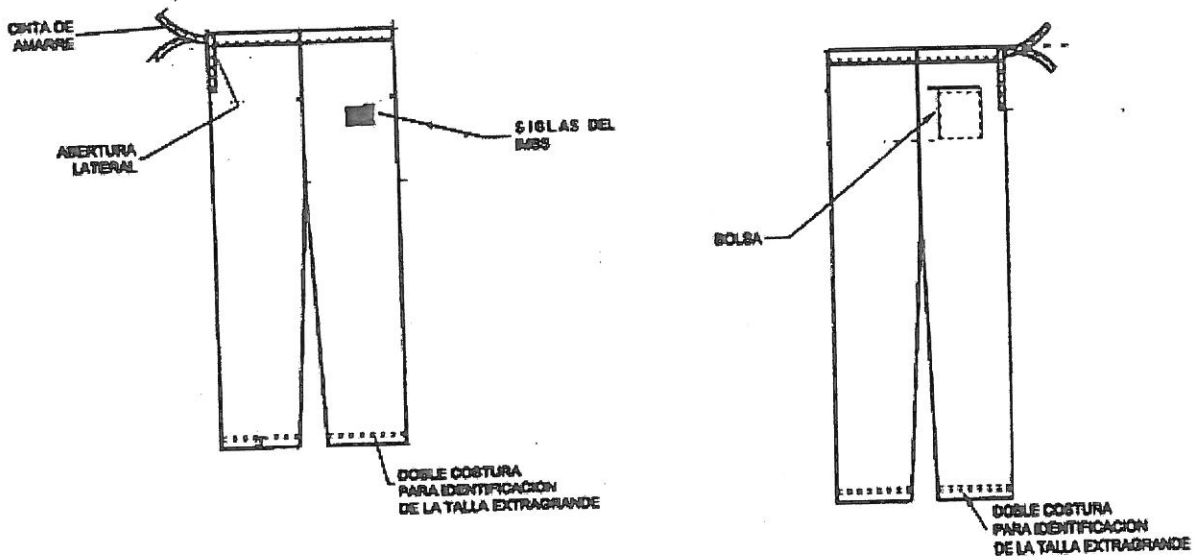 CINTA DE
AMARRE
ABERTURA
LATERAL
SIGLAS DEL
IMSS
DOBLE COSTURA
PARA IDENTIFICACIÓN
DE LA TALLA EXTRAGRANDE
BOLSA
DOBLE COSTURA
PARA IDENTIFICACION
DE LA TALLA EXTRAGRANDE